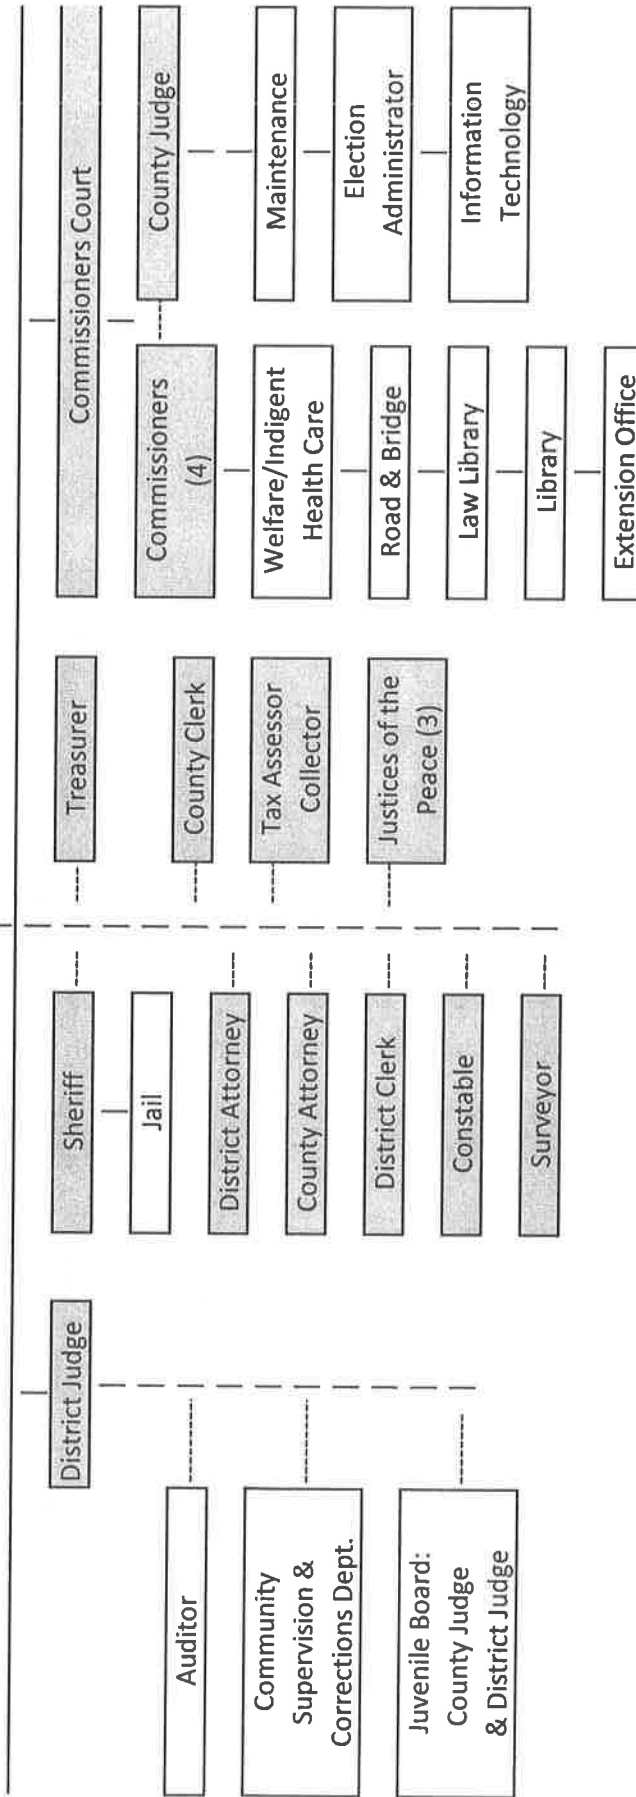 District Judge
Auditor
Community
Supervision &
Corrections Dept.
Juvenile Board:
County Judge
& District Judge
Sheriff
Jail
District Attorney
County Attorney
District Clerk
Constable
Surveyor
Treasurer
County Clerk
Tax Assessor
Collector
Justices of the
Peace (3)
Commissioners Court
Commissioners
(4)
County Judge
Welfare/Indigent
Health Care
Road & Bridge
Law Library
Library
Extension Office
Maintenance
Election
Administrator
Information
Technology